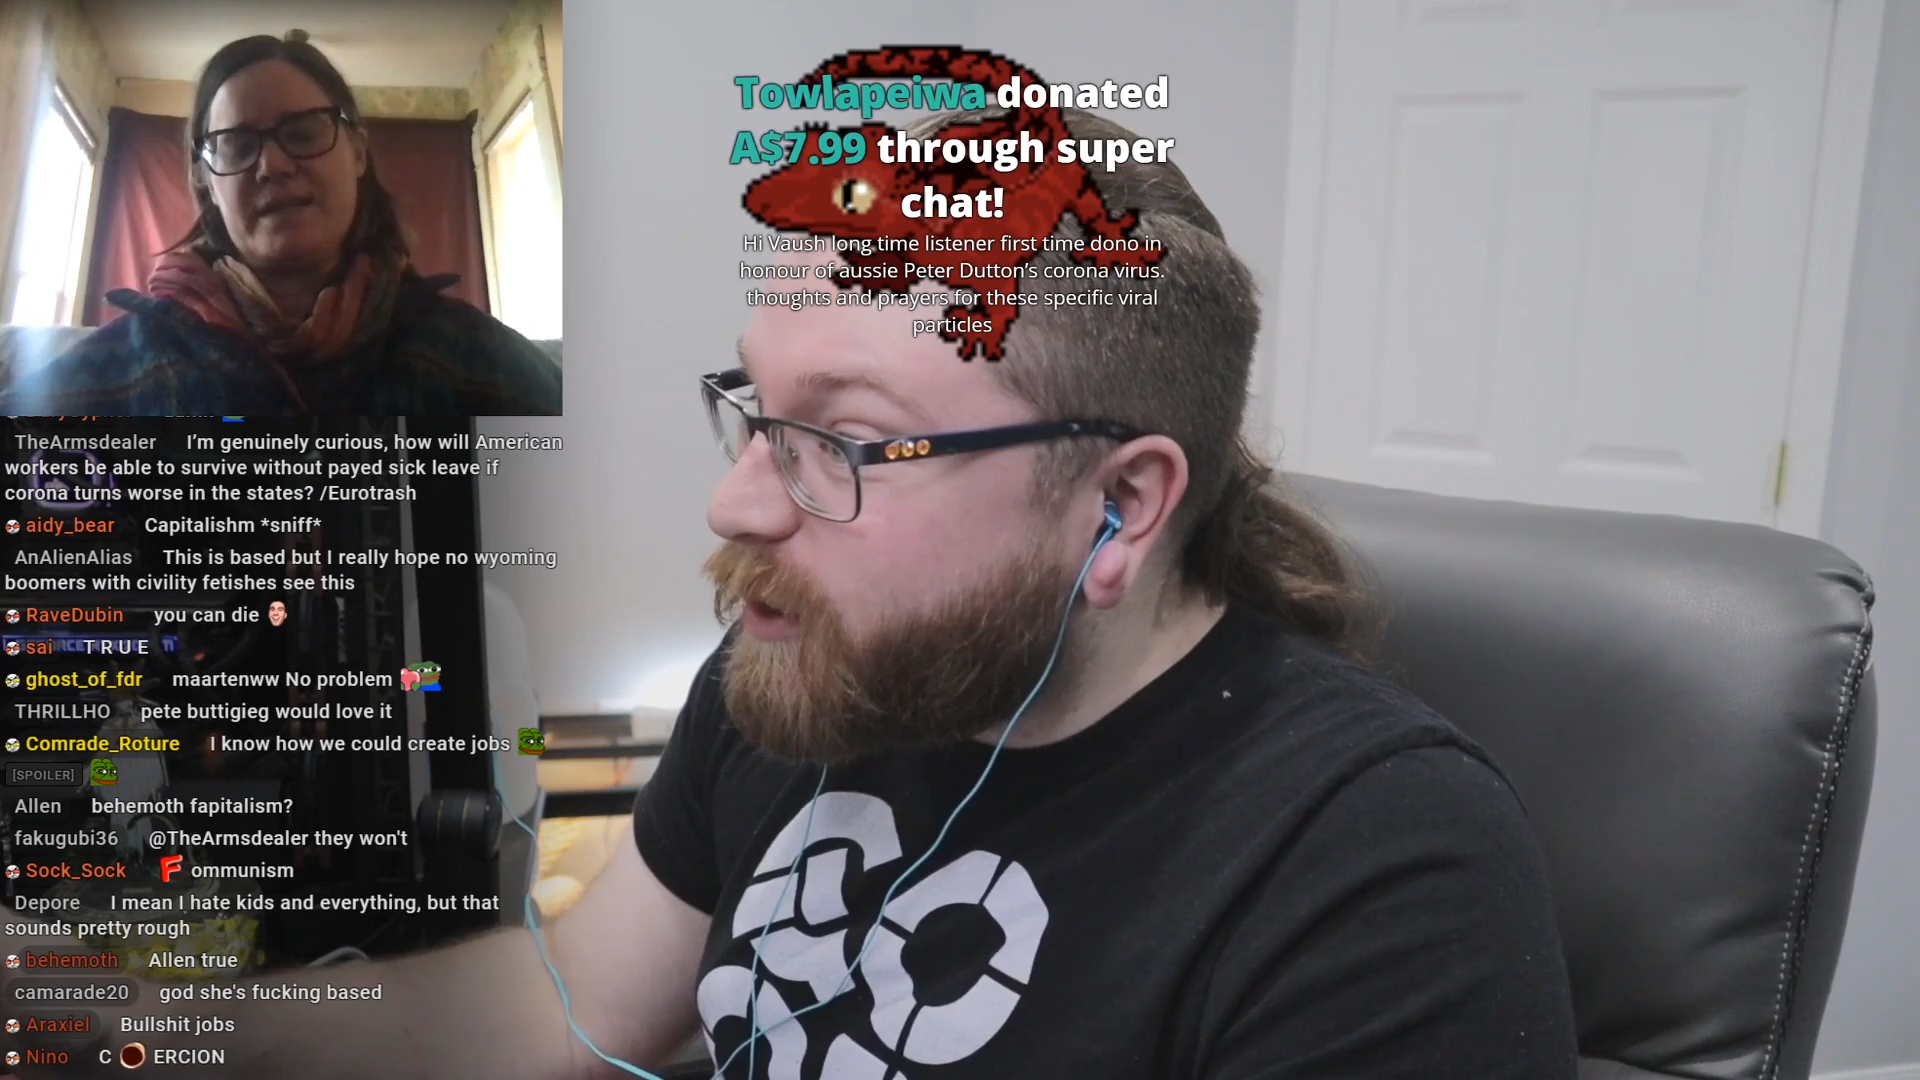 Towlapeiwa donated
A$7.99 through super
chat!
Hi Vaush long time listener first time dono in
honour of aussie Peter Dutton's corona virus.
thoughts and prayers for these specific viral
particles
TheArmsdealer I'm genuinely curious, how will American
workers be able to survive without payed sick leave if
corona turns worse in the states? /Eurotrash
aidy_bear Capitalishm *sniff*
AnAlienAlias This is based but I really hope no wyoming
boomers with civility fetishes see this
RaveDubin you can die
sai T R U E
ghost_of_fdr maartenww No problem
THRILLHO pete buttigieg would love it
Comrade_Roture I know how we could create jobs
[SPOILER]
Allen behemoth fapitalism?
fakugubi36 @TheArmsdealer they won't
Sock_Sock F ommunism
Depore I mean I hate kids and everything, but that
sounds pretty rough
behemoth Allen true
camarade20 god she's fucking based
Araxiel Bullshit jobs
Nino C ERCION